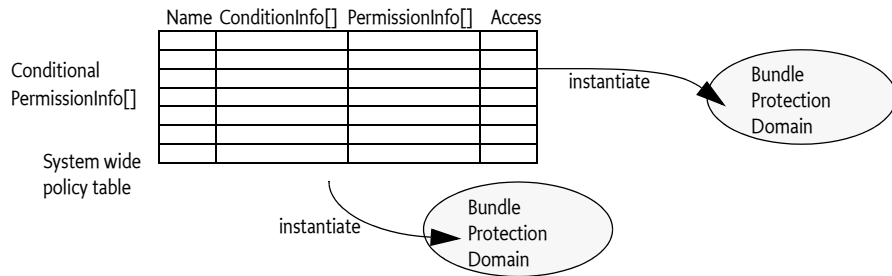 Name ConditionInfo[] PermissionInfo[] Access
Conditional
PermissionInfo[]
instantiate
Bundle
Protection
Domain
System wide
policy table
instantiate
Bundle
Protection
Domain